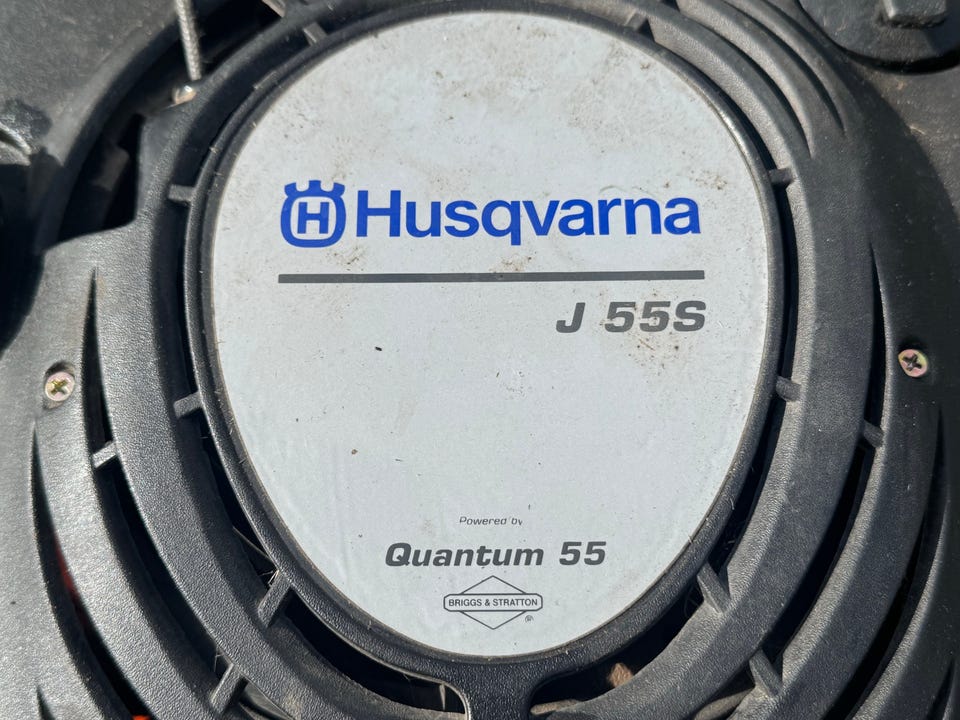 H Husqvarna
J 55S
Powered by
Quantum 55
BRIGGS & STRATTON
®